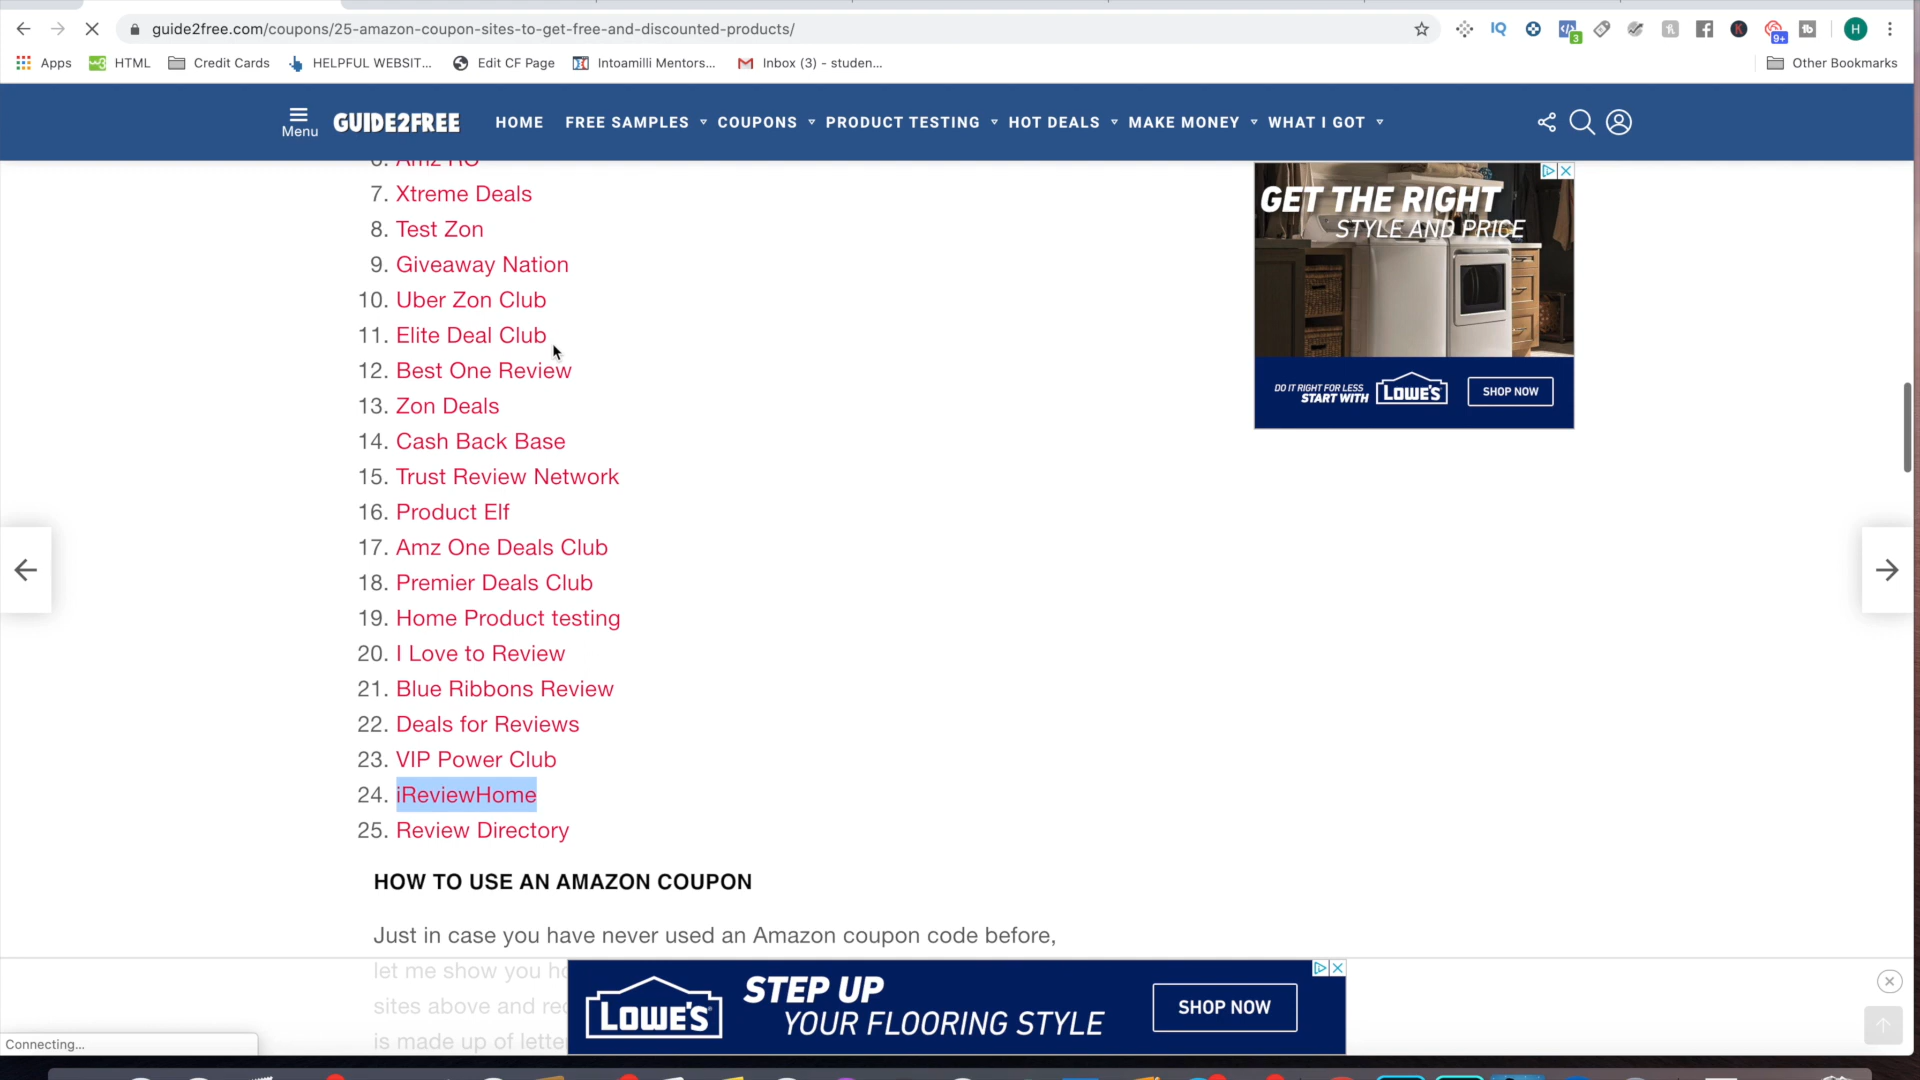 guide2free.com/coupons/25-amazon-coupon-sites-to-get-free-and-discounted-products/
IQ
3
9+
H
Apps
HTML
Credit Cards
HELPFUL WEBSIT...
Edit CF Page
Intoamilli Mentors...
Inbox (3) - studen...
Other Bookmarks
Menu
GUIDE2FREE
HOME
FREE SAMPLES
COUPONS
PRODUCT TESTING
HOT DEALS
MAKE MONEY
WHAT I GOT
7. Xtreme Deals
8. Test Zon
9. Giveaway Nation
10. Uber Zon Club
11. Elite Deal Club
12. Best One Review
13. Zon Deals
14. Cash Back Base
15. Trust Review Network
16. Product Elf
17. Amz One Deals Club
18. Premier Deals Club
19. Home Product testing
20. I Love to Review
21. Blue Ribbons Review
22. Deals for Reviews
23. VIP Power Club
24. iReviewHome
25. Review Directory
HOW TO USE AN AMAZON COUPON
Just in case you have never used an Amazon coupon code before,
let me show you
sites above and
is made up of
GET THE RIGHT
STYLE AND PRICE
DO IT RIGHT FOR LESS
START WITH
LOWE'S
SHOP NOW
LOWE'S
STEP UP
YOUR FLOORING STYLE
SHOP NOW
Connecting...